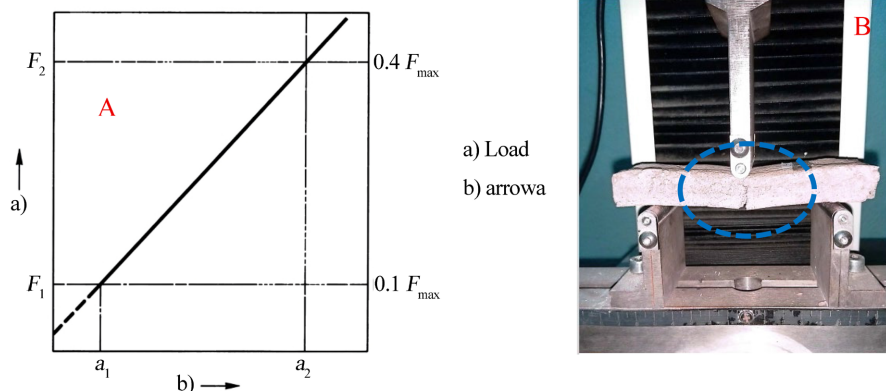 F₂
A
0.4 Fmax
a)
a) Load
b) arrowa
F₁
0.1 Fmax
a₁
a₂
b)
B